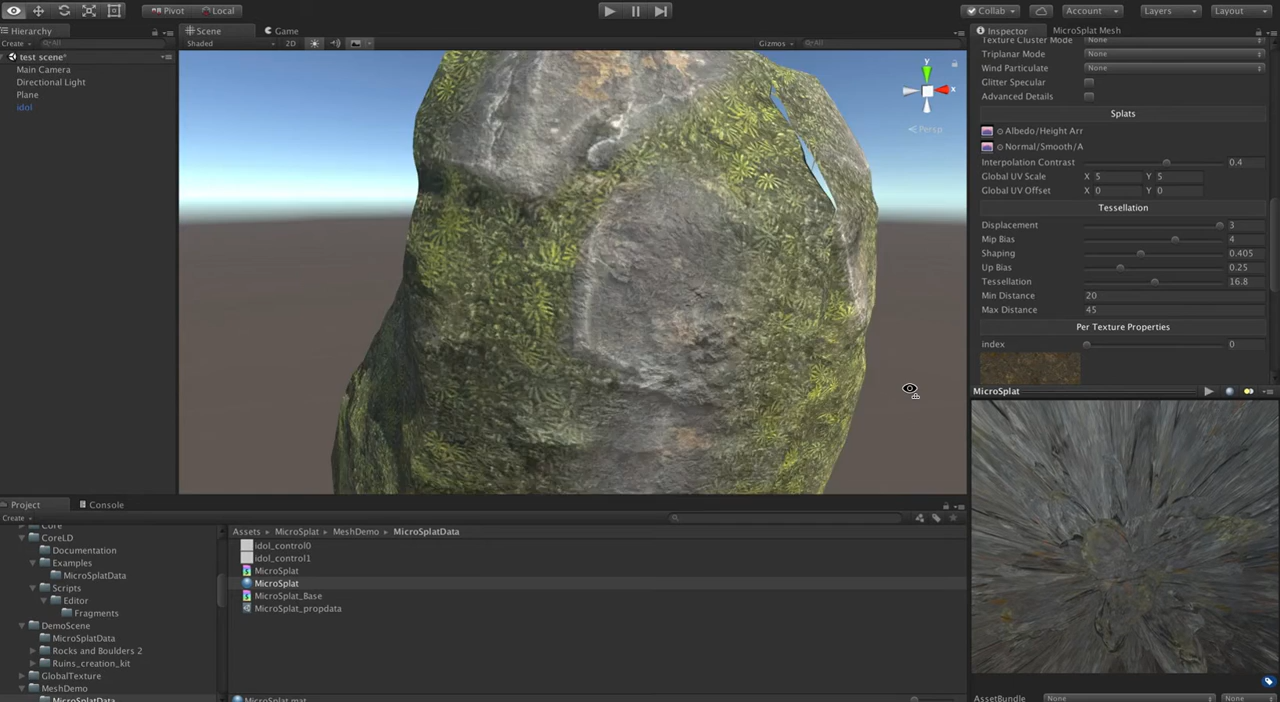 Pivot Local Collab Account Layers Layout
Hierarchy Scene Game Inspector MicroSplat Mesh
Create All Shaded 2D Gizmos All
test scene*
Main Camera
Directional Light
Plane
idol
y
x
Persp
Texture Cluster Mode None
Triplanar Mode None
Wind Particulate None
Glitter Specular
Advanced Details
Splats
Albedo/Height Arr
Normal/Smooth/A
Interpolation Contrast 0.4
Global UV Scale X 5 Y 5
Global UV Offset X 0 Y 0
Tessellation
Displacement 3
Mip Bias 4
Shaping 0.405
Up Bias 0.25
Tessellation 16.8
Min Distance 20
Max Distance 45
Per Texture Properties
index 0
MicroSplat
Project Console
Create
Core
CoreLD
Documentation
Examples
MicroSplatData
Scripts
Editor
Fragments
DemoScene
MicroSplatData
Rocks and Boulders 2
Ruins_creation_kit
GlobalTexture
MeshDemo
MicroSplatData
Assets MicroSplat MeshDemo MicroSplatData
idol_control0
idol_control1
MicroSplat
MicroSplat
MicroSplat_Base
MicroSplat_propdata
MicroSplat.mat
AssetBundle None None